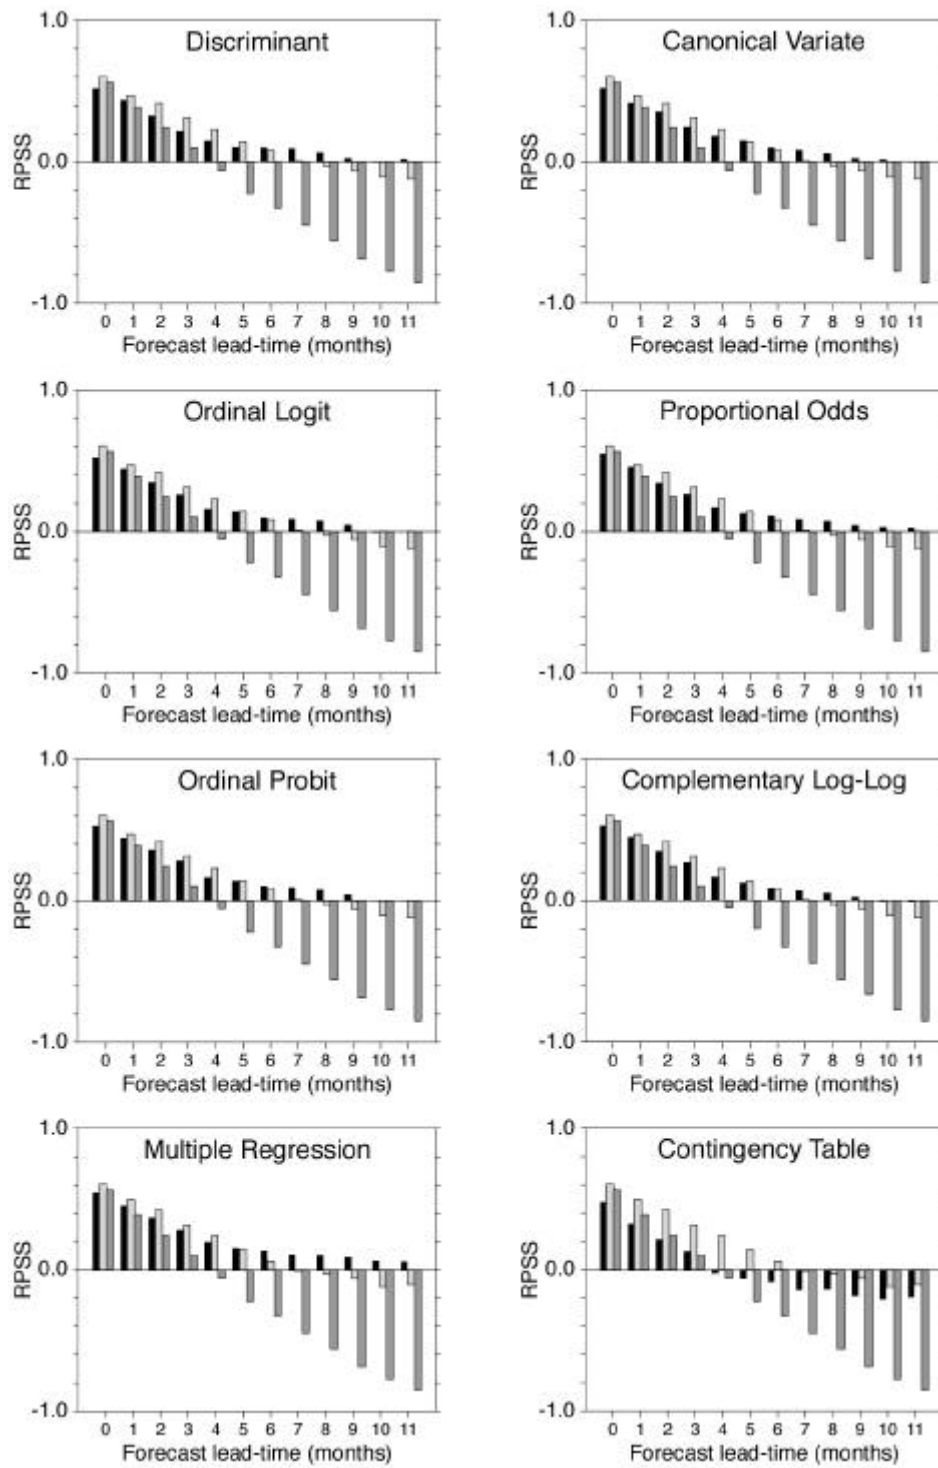 1.0
Discriminant
RPSS
0.0
-1.0
0 1 2 3 4 5 6 7 8 9 10 11
Forecast lead-time (months)
1.0
Canonical Variate
RPSS
0.0
-1.0
0 1 2 3 4 5 6 7 8 9 10 11
Forecast lead-time (months)
1.0
Ordinal Logit
RPSS
0.0
-1.0
0 1 2 3 4 5 6 7 8 9 10 11
Forecast lead-time (months)
1.0
Proportional Odds
RPSS
0.0
-1.0
0 1 2 3 4 5 6 7 8 9 10 11
Forecast lead-time (months)
1.0
Ordinal Probit
RPSS
0.0
-1.0
0 1 2 3 4 5 6 7 8 9 10 11
Forecast lead-time (months)
1.0
Complementary Log-Log
RPSS
0.0
-1.0
0 1 2 3 4 5 6 7 8 9 10 11
Forecast lead-time (months)
1.0
Multiple Regression
RPSS
0.0
-1.0
0 1 2 3 4 5 6 7 8 9 10 11
Forecast lead-time (months)
1.0
Contingency Table
RPSS
0.0
-1.0
0 1 2 3 4 5 6 7 8 9 10 11
Forecast lead-time (months)